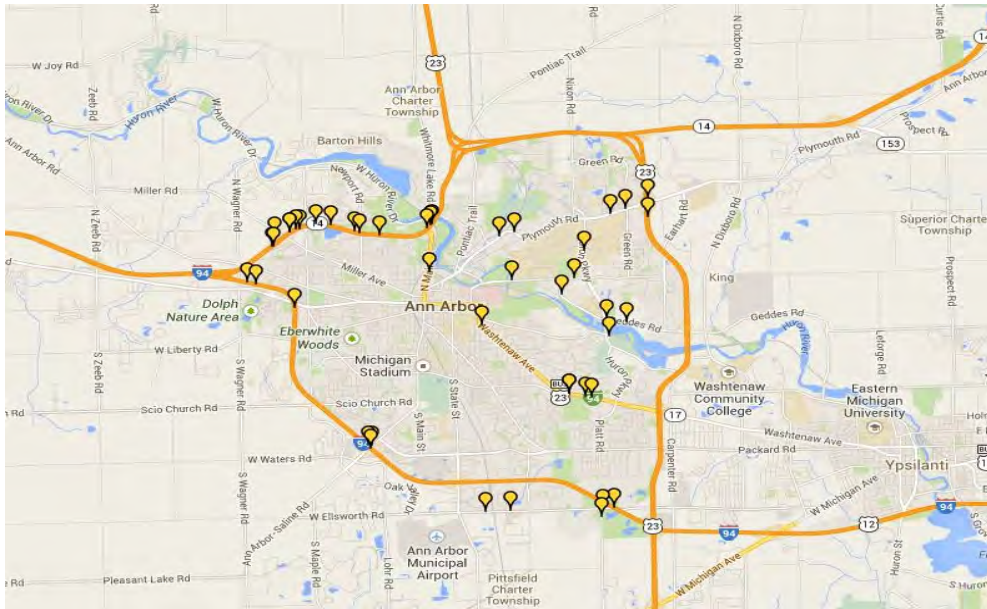 W Joy Rd
Zeeb Rd
Huron River
W Huron River Dr
Ann Arbor Rd
Miller Rd
N Wagner Rd
N Zeeb Rd
Barton Hills
Newport Rd
W Huron River Dr
Ann Arbor
Charter
Township
23
Whitmore Lake Rd
Pontiac Trail
Pontiac Trail
Nixon Rd
Green Rd
N Dixboro Rd
14
14
Curtis Rd
Ann Arbor
Prospect
153
Plymouth Rd
Plymouth Rd
23
Earhart Rd
N Dixboro Rd
Superior Charter
Township
Prospect Rd
King
Green Rd
14
94
Miller Ave
Dolph
Nature Area
Eberwhite
Woods
Ann Arbor
Geddes Rd
Geddes Rd
Huron River
Leforge Rd
W Liberty Rd
S Zeeb Rd
S Wagner Rd
Michigan
Stadium
Washtenaw Ave
Huron Pkwy
S State St
S Main St
Scio Church Rd
23
94
Platt Rd
Washtenaw
Community
College
17
Eastern
Michigan
University
Washtenaw Ave
Packard Rd
Carpenter Rd
Ypsilanti
94
W Waters Rd
S Wagner Rd
Oak Valley Dr
W Ellsworth Rd
Ann Arbor-Saline Rd
S Maple Rd
Lohr Rd
Ann Arbor
Municipal
Airport
Pittsfield
Charter
Township
Pleasant Lake Rd
W Michigan Ave
W Michigan Ave
23
94
12
94
Huron St